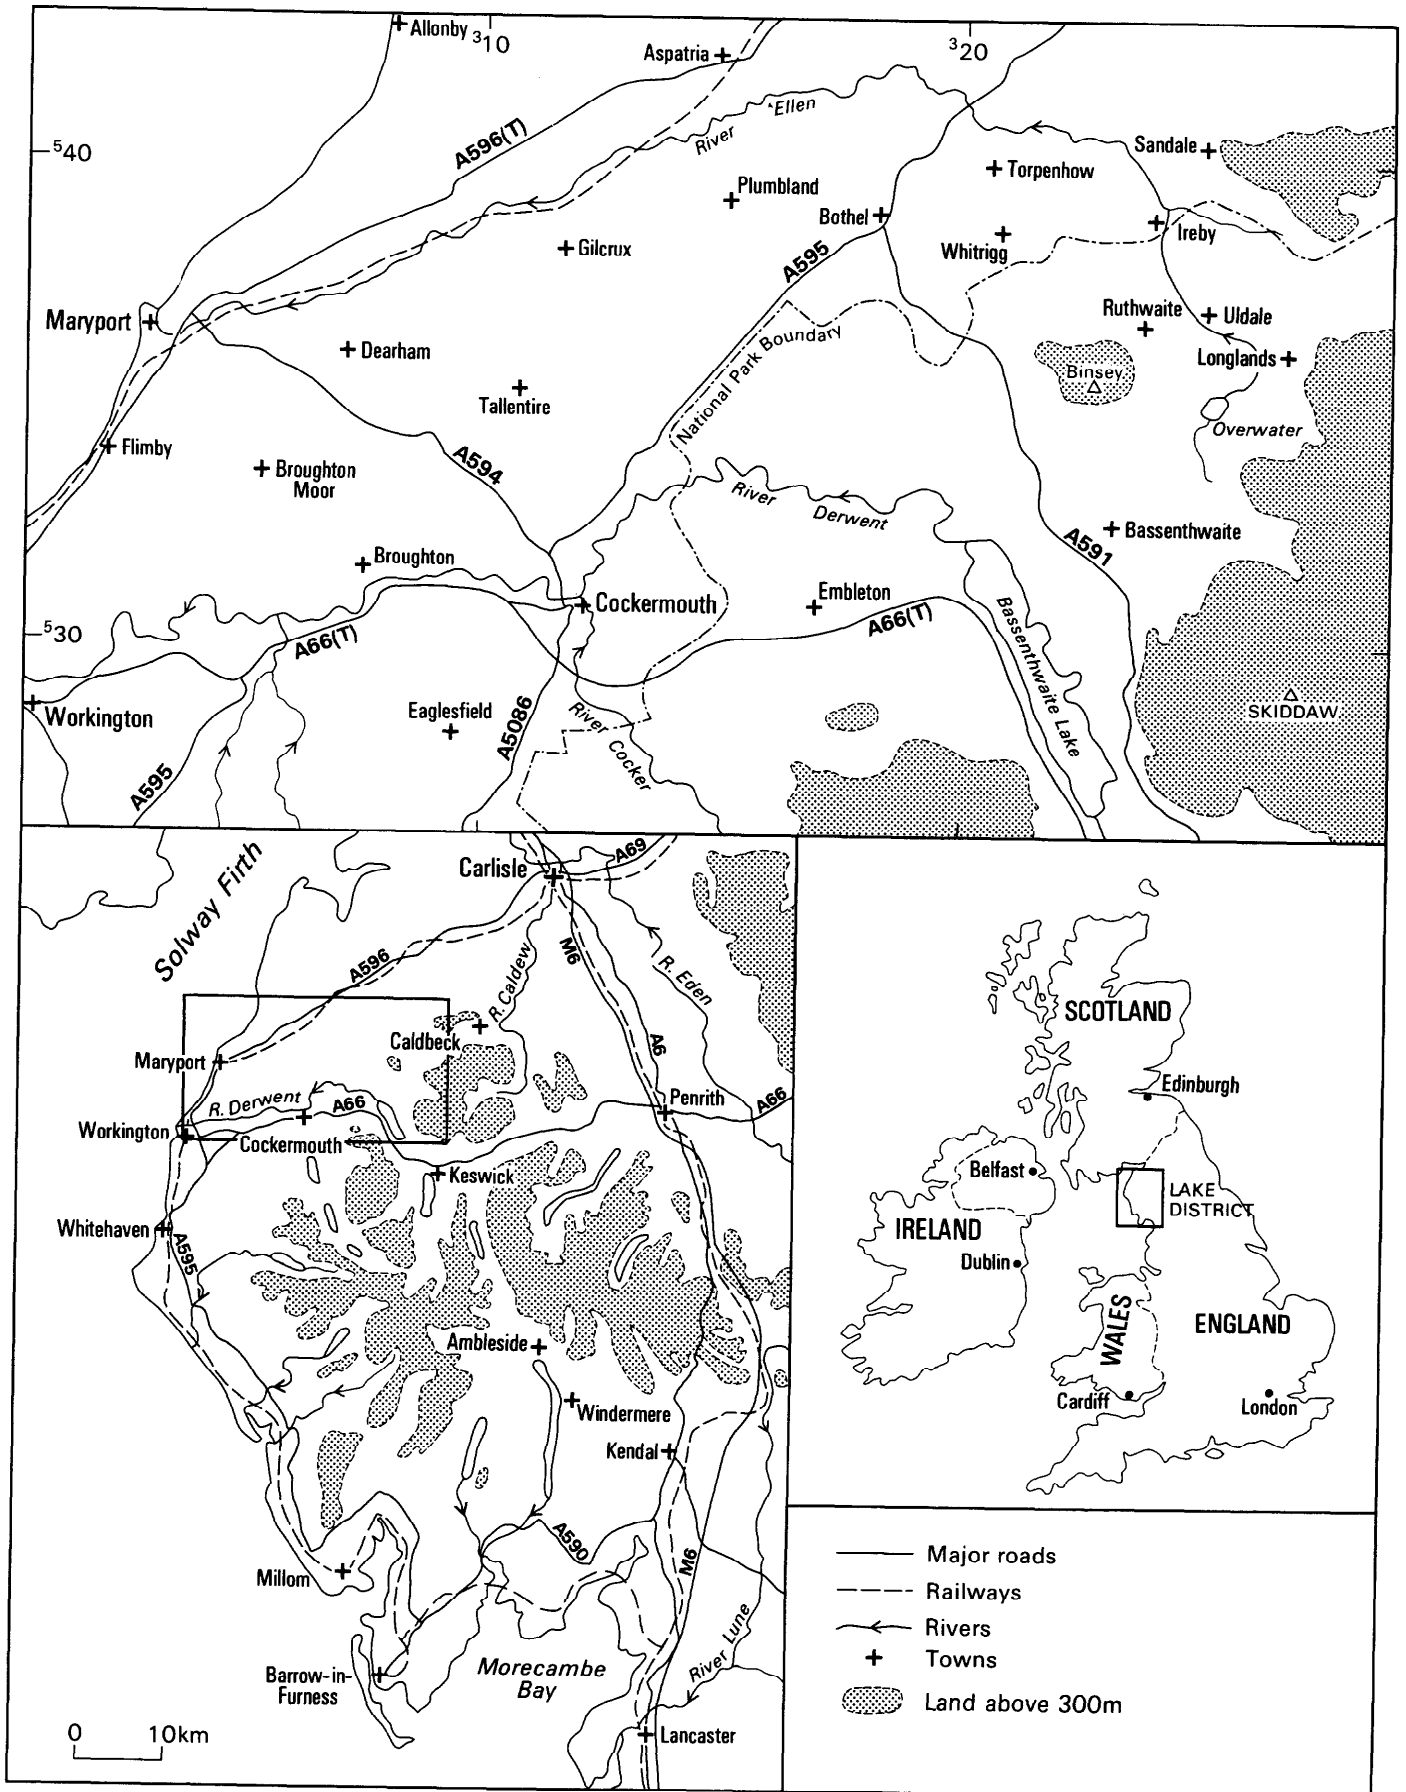 Allonby
³10
Aspatria
³20
⁵40
A596(T)
River
Ellen
Sandale
Torpenhow
Plumbland
Bothel
Ireby
Whitrigg
Gilcrux
A595
Maryport
Ruthwaite
Uldale
Dearham
National Park Boundary
Longlands
Binsey
Tallentire
Overwater
Flimby
A594
Broughton
Moor
River
Derwent
Bassenthwaite
A591
Broughton
Embleton
Cockermouth
A66(T)
Bassenthwaite Lake
⁵30
A66(T)
Workington
Eaglesfield
A5086
River Cocker
SKIDDAW
A595
Solway Firth
Carlisle
A69
A596
M6
R. Caldew
R. Eden
Caldbeck
A6
Maryport
R. Derwent
A66
Penrith
A66
Workington
Cockermouth
Keswick
Whitehaven
A595
Ambleside
Windermere
Kendal
A590
M6
Millom
River Lune
Barrow-in-
Furness
Morecambe
Bay
Lancaster
0 10km
SCOTLAND
Edinburgh
Belfast
LAKE
DISTRICT
IRELAND
Dublin
WALES
ENGLAND
Cardiff
London
Major roads
Railways
Rivers
Towns
Land above 300m